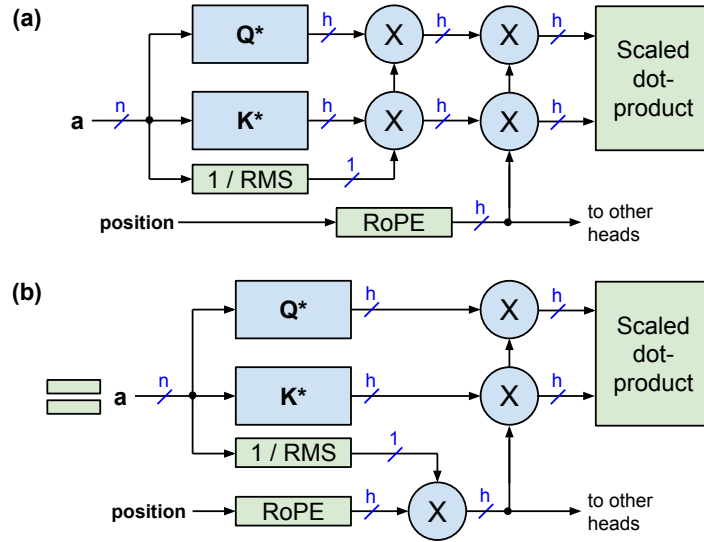 (a)
Q*
h
X
h
X
h
Scaled
dot-
product
a
n
K*
h
X
h
X
h
1 / RMS
1
position
RoPE
h
to other
heads
(b)
Q*
h
X
h
Scaled
dot-
product
a
n
K*
h
X
h
1 / RMS
1
position
RoPE
h
X
h
to other
heads